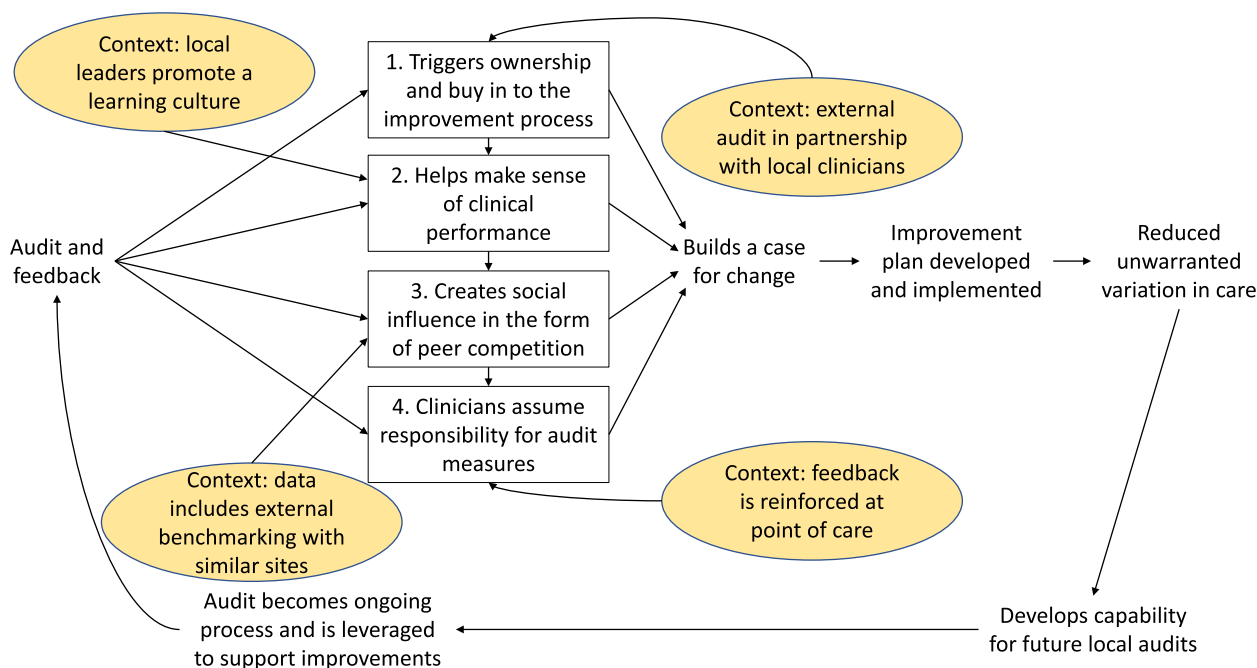 Context: local
leaders promote a
learning culture
1. Triggers ownership
and buy in to the
improvement process
Context: external
audit in partnership
with local clinicians
2. Helps make sense
of clinical
performance
Audit and
feedback
3. Creates social
influence in the form
of peer competition
Builds a case
for change
Improvement
plan developed
and implemented
Reduced
unwarranted
variation in care
4. Clinicians assume
responsibility for audit
measures
Context: data
includes external
benchmarking with
similar sites
Context: feedback
is reinforced at
point of care
Audit becomes ongoing
process and is leveraged
to support improvements
Develops capability
for future local audits